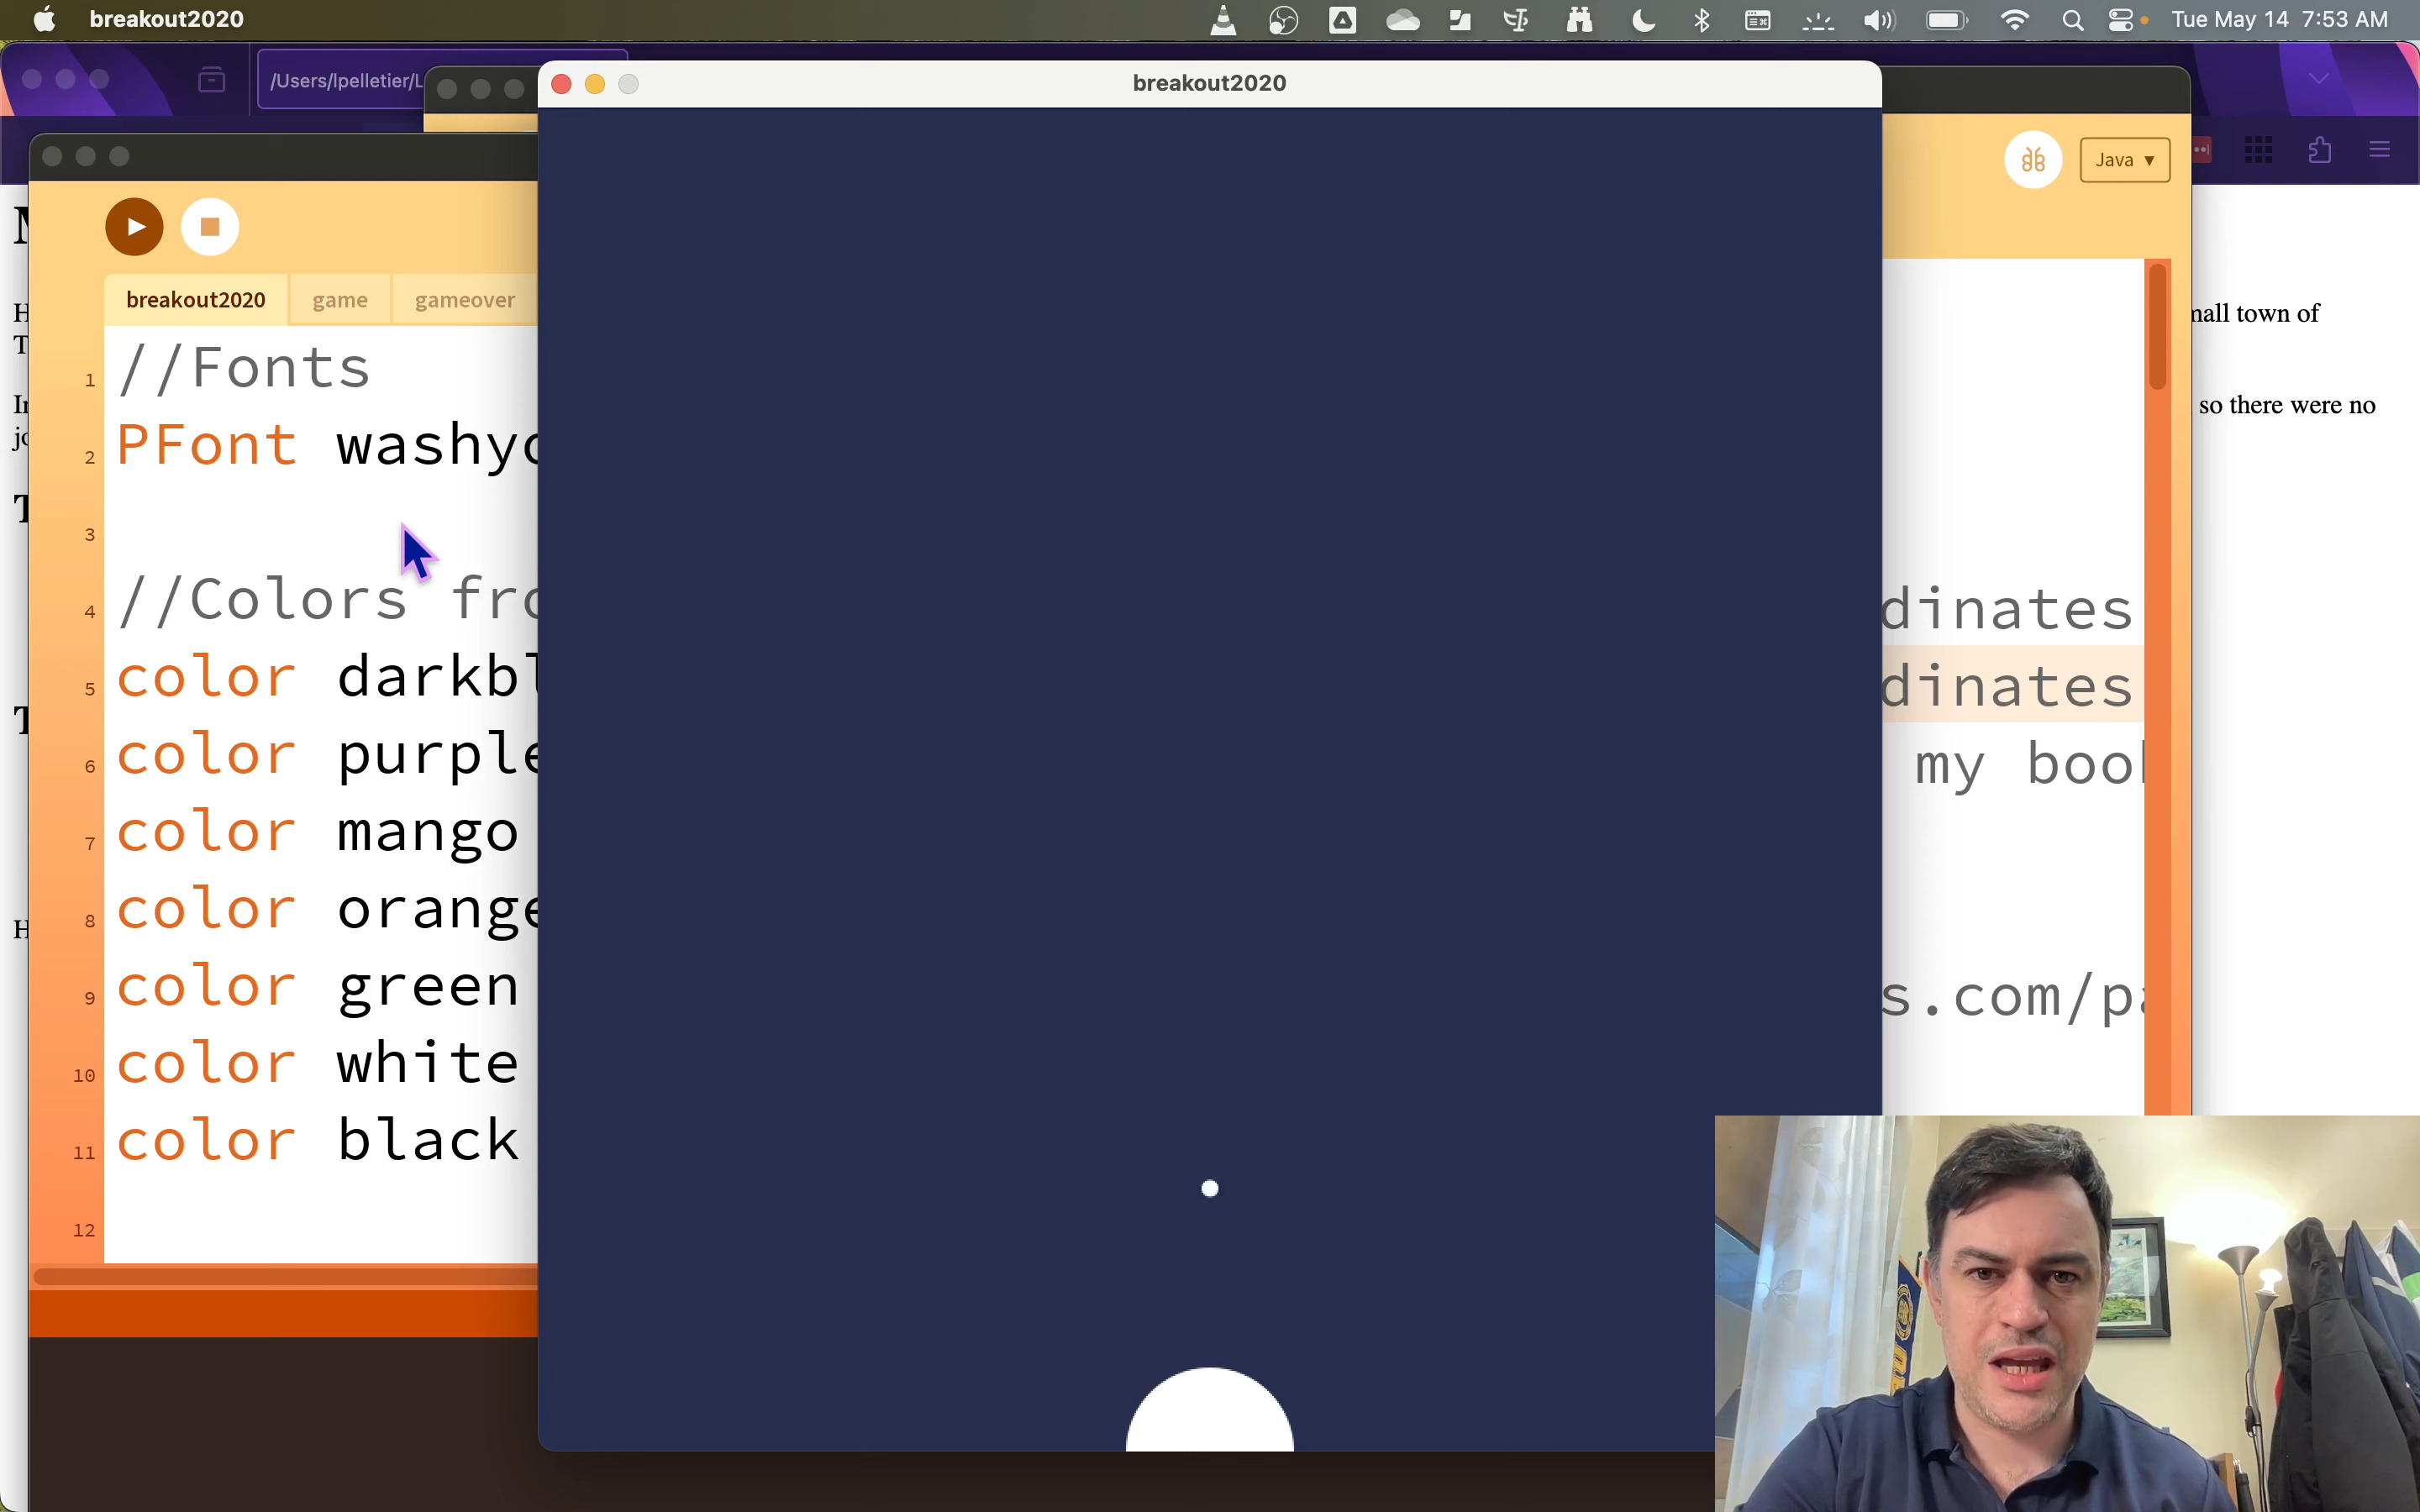 breakout2020
Tue May 14 7:53 AM
/Users/lpelletier/L
breakout2020
Java ▼
breakout2020 game gameover
1 //Fonts
2 PFont washyo
3
4 //Colors fro
5 color darkbl
6 color purple
7 color mango
8 color orange
9 color green
10 color white
11 color black
12
dinates
dinates
my book
s.com/pa
mall town of
so there were no